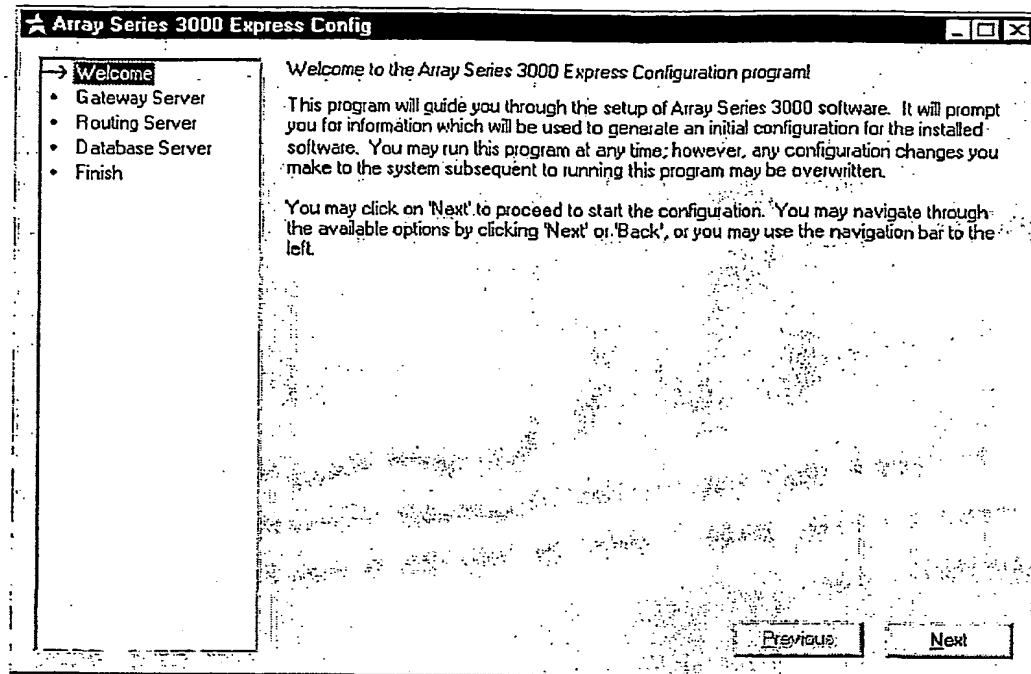 Array Series 3000 Express Config
Welcome
Gateway Server
Routing Server
Database Server
Finish
Welcome to the Array Series 3000 Express Configuration program!
This program will guide you through the setup of Array Series 3000 software. It will prompt
you for information which will be used to generate an initial configuration for the installed
software. You may run this program at any time; however, any configuration changes you
make to the system subsequent to running this program may be overwritten.
You may click on 'Next' to proceed to start the configuration. You may navigate through
the available options by clicking 'Next' or 'Back', or you may use the navigation bar to the
left.
Previous
Next